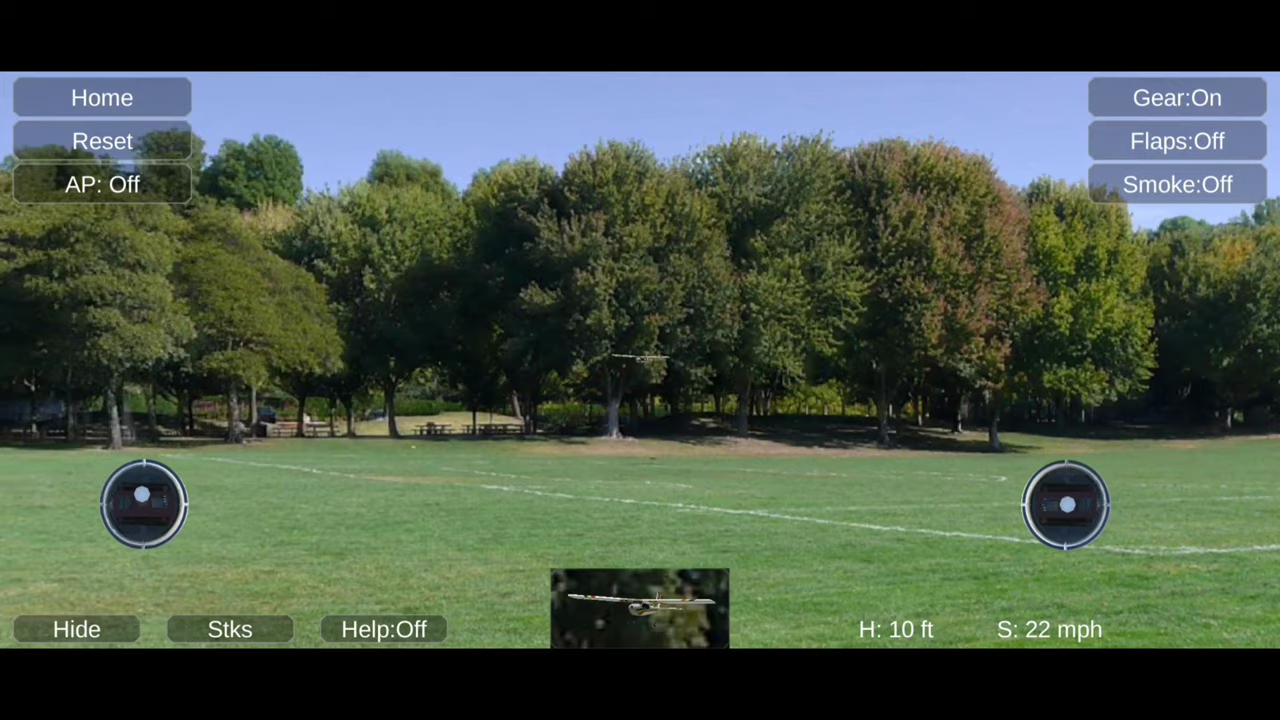 Home
Reset
AP: Off
Gear:On
Flaps:Off
Smoke:Off
Hide
Stks
Help:Off
H: 10 ft
S: 22 mph